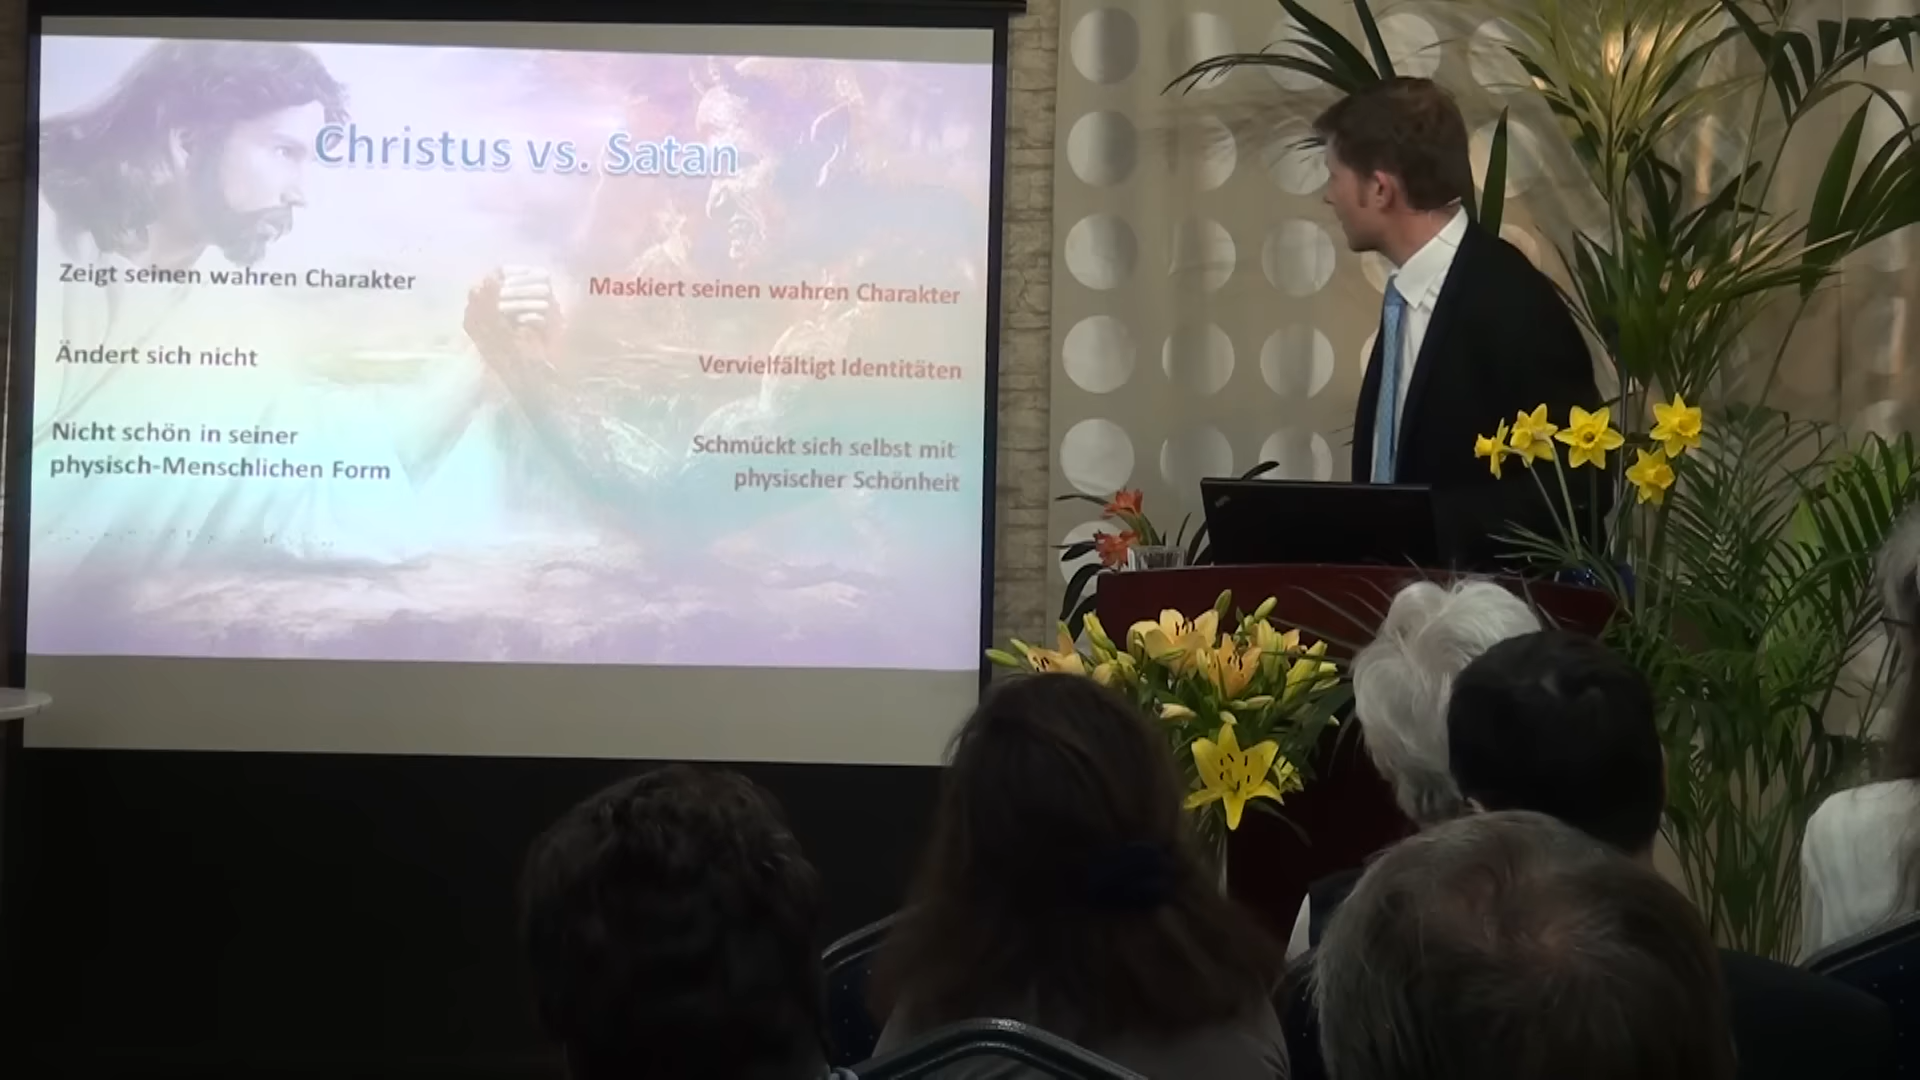 Christus vs. Satan
Zeigt seinen wahren Charakter
Maskiert seinen wahren Charakter
Ändert sich nicht
Vervielfältigt Identitäten
Nicht schön in seiner
physisch-Menschlichen Form
Schmückt sich selbst mit
physischer Schönheit